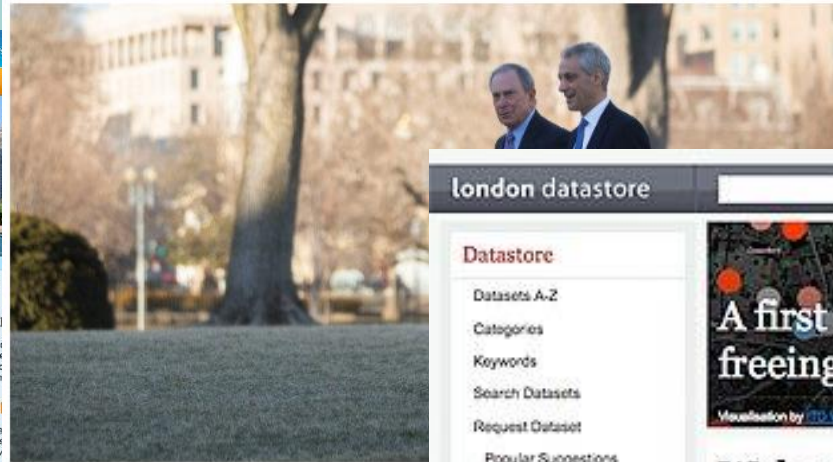 london datastore
Datastore
Datasets A-Z
Categories
Keywords
Search Datasets
Request Dataset
Popular Suggestions
A first
freeing
Visualisation by